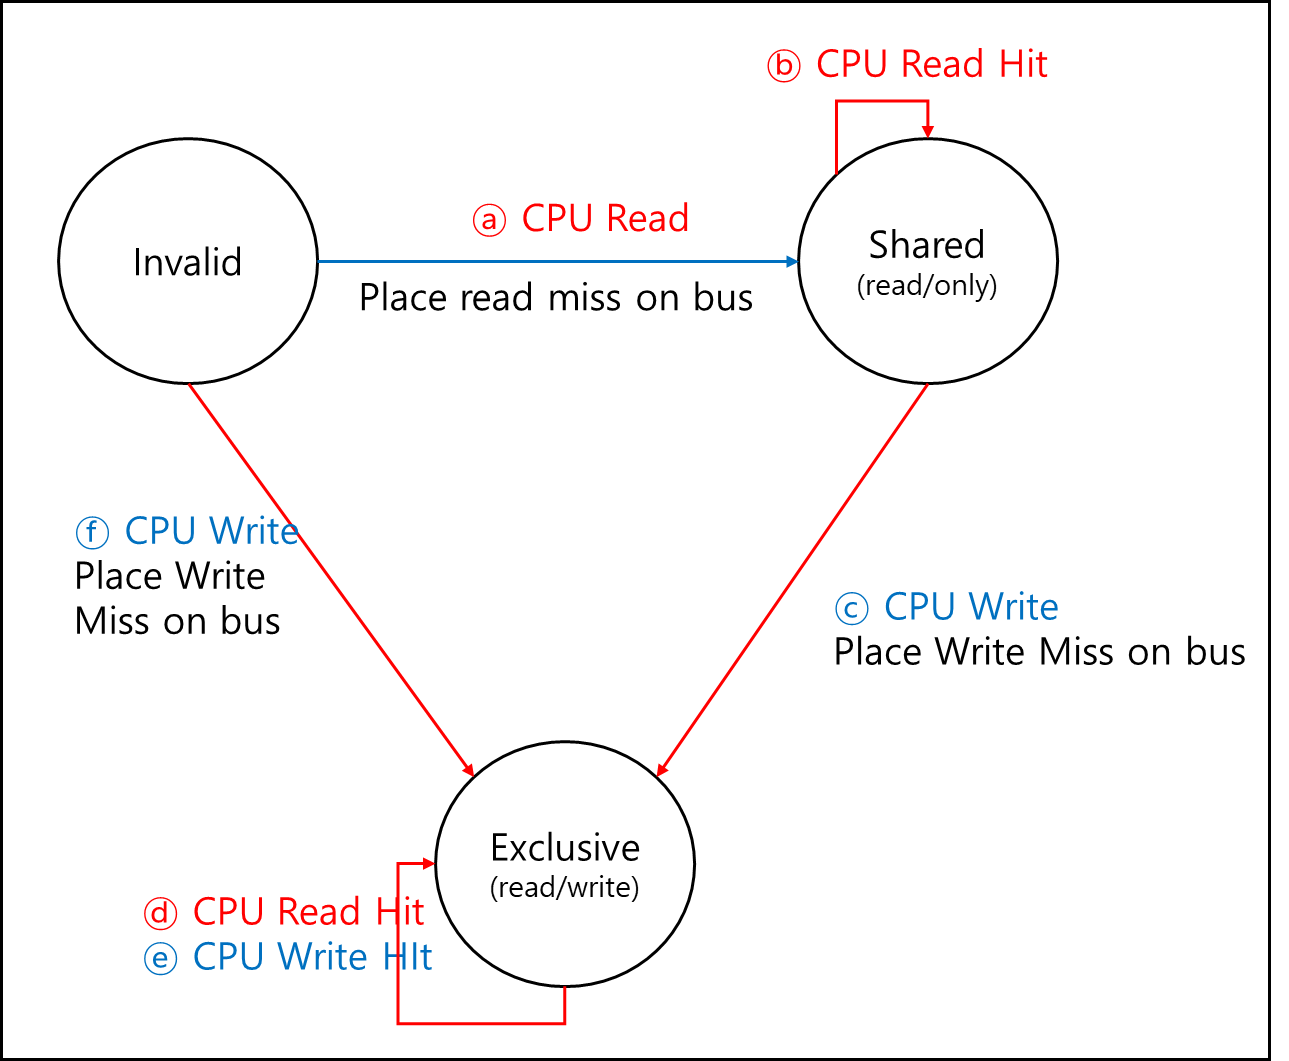 ⓑ CPU Read Hit
ⓐ CPU Read
Invalid
Shared
(read/only)
Place read miss on bus
ⓕ CPU Write
Place Write
Miss on bus
ⓒ CPU Write
Place Write Miss on bus
Exclusive
(read/write)
ⓓ CPU Read Hit
ⓔ CPU Write HIt